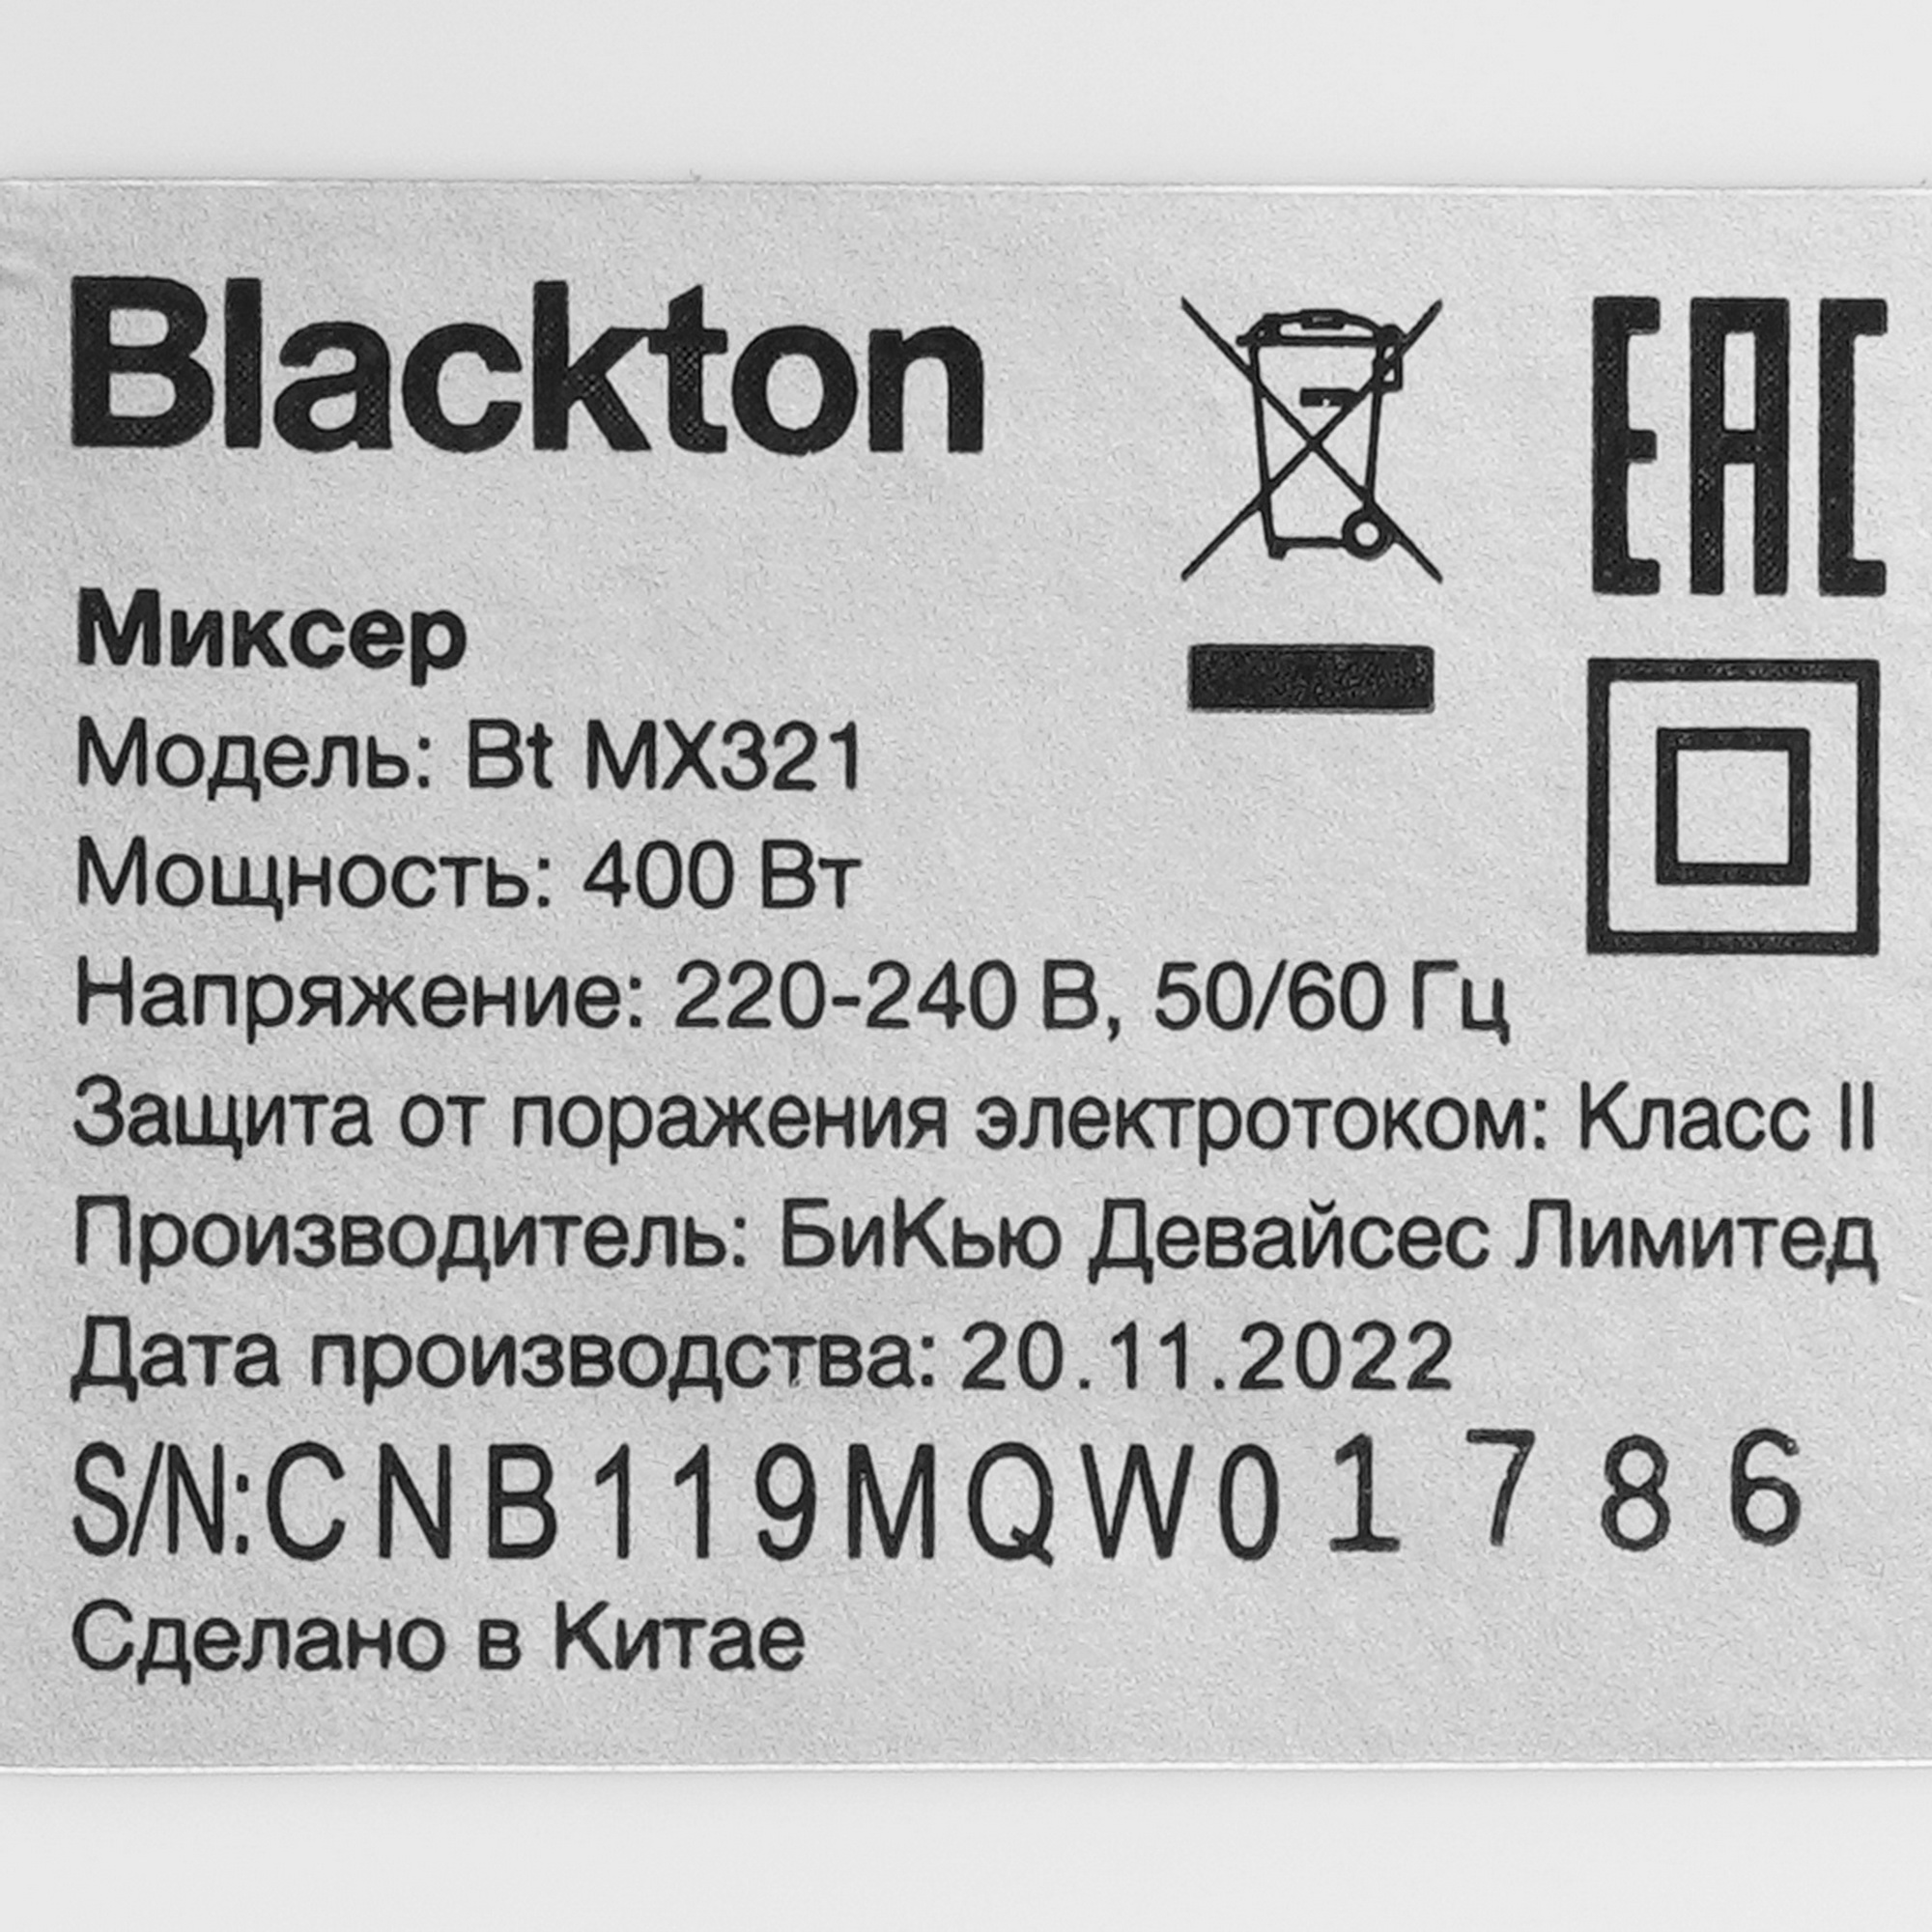 Blackton
EAC
Миксер
Модель: Bt MX321
Мощность: 400 Вт
Напряжение: 220-240 В, 50/60 Гц
Защита от поражения электротоком: Класс II
Производитель: БиКью Девайсес Лимитед
Дата производства: 20.11.2022
S/N:CNB119MQW01786
Сделано в Китае